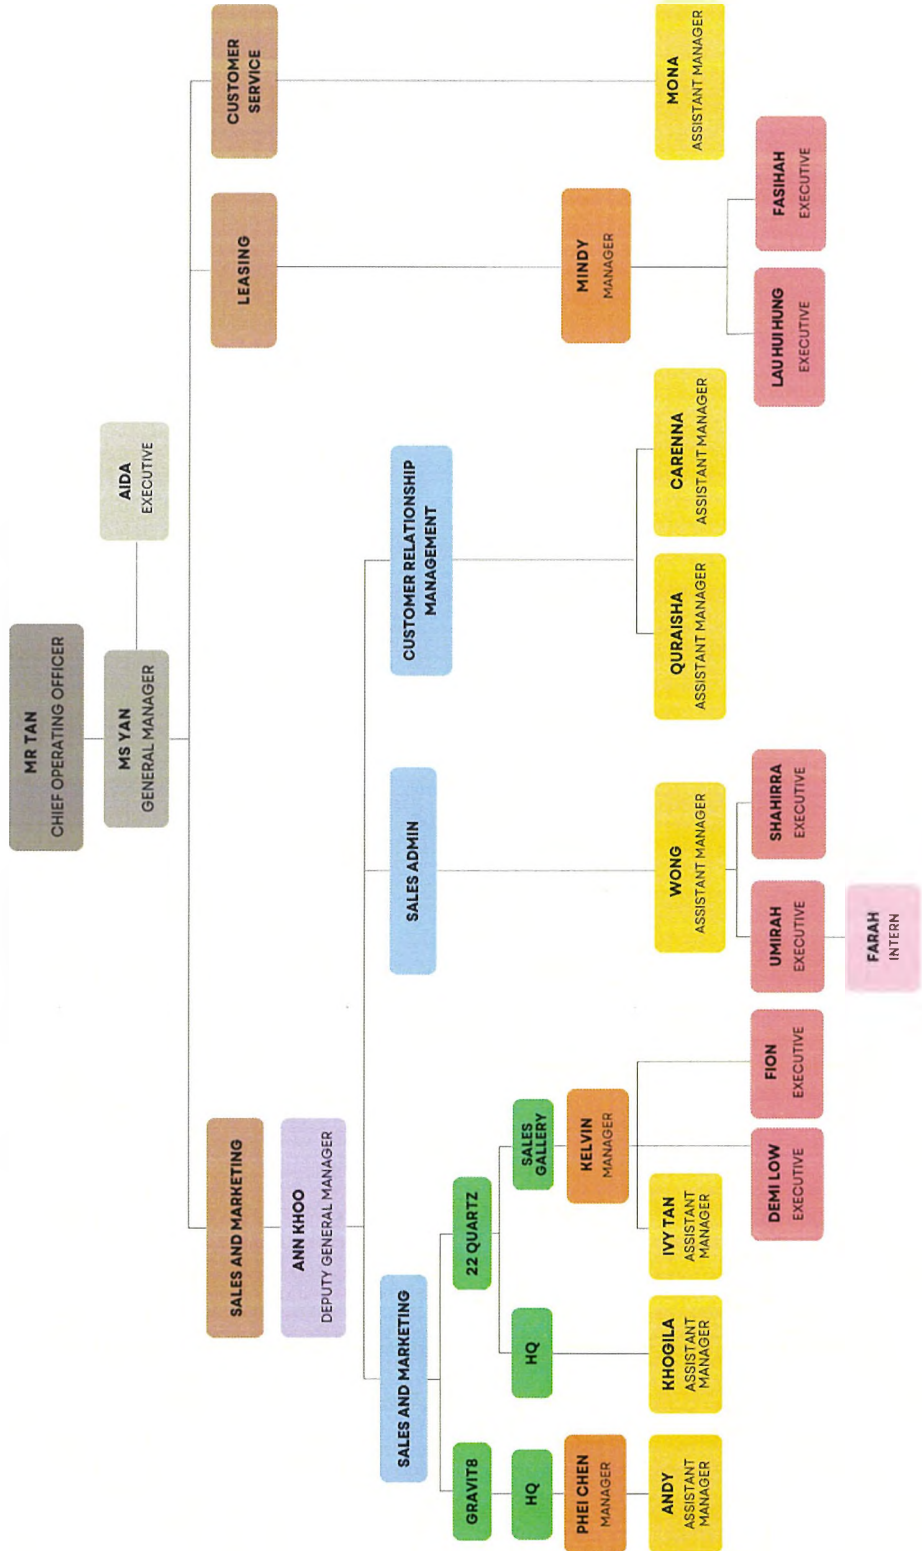 MR TAN
CHIEF OPERATING OFFICER
MS YAN
GENERAL MANAGER
AIDA
EXECUTIVE
SALES AND MARKETING
LEASING
CUSTOMER
SERVICE
ANN KHOO
DEPUTY GENERAL MANAGER
SALES AND MARKETING
SALES ADMIN
CUSTOMER RELATIONSHIP
MANAGEMENT
GRAVIT8
22 QUARTZ
HQ
HQ
SALES
GALLERY
PHEI CHEN
MANAGER
KELVIN
MANAGER
MINDY
MANAGER
ANDY
ASSISTANT
MANAGER
KHOGILA
ASSISTANT
MANAGER
IVY TAN
ASSISTANT
MANAGER
WONG
ASSISTANT MANAGER
QURAISHA
ASSISTANT MANAGER
CARENNA
ASSISTANT MANAGER
MONA
ASSISTANT MANAGER
DEMI LOW
EXECUTIVE
FION
EXECUTIVE
UMIRAH
EXECUTIVE
SHAHIRRA
EXECUTIVE
LAU HUI HUNG
EXECUTIVE
FASIHAH
EXECUTIVE
FARAH
INTERN